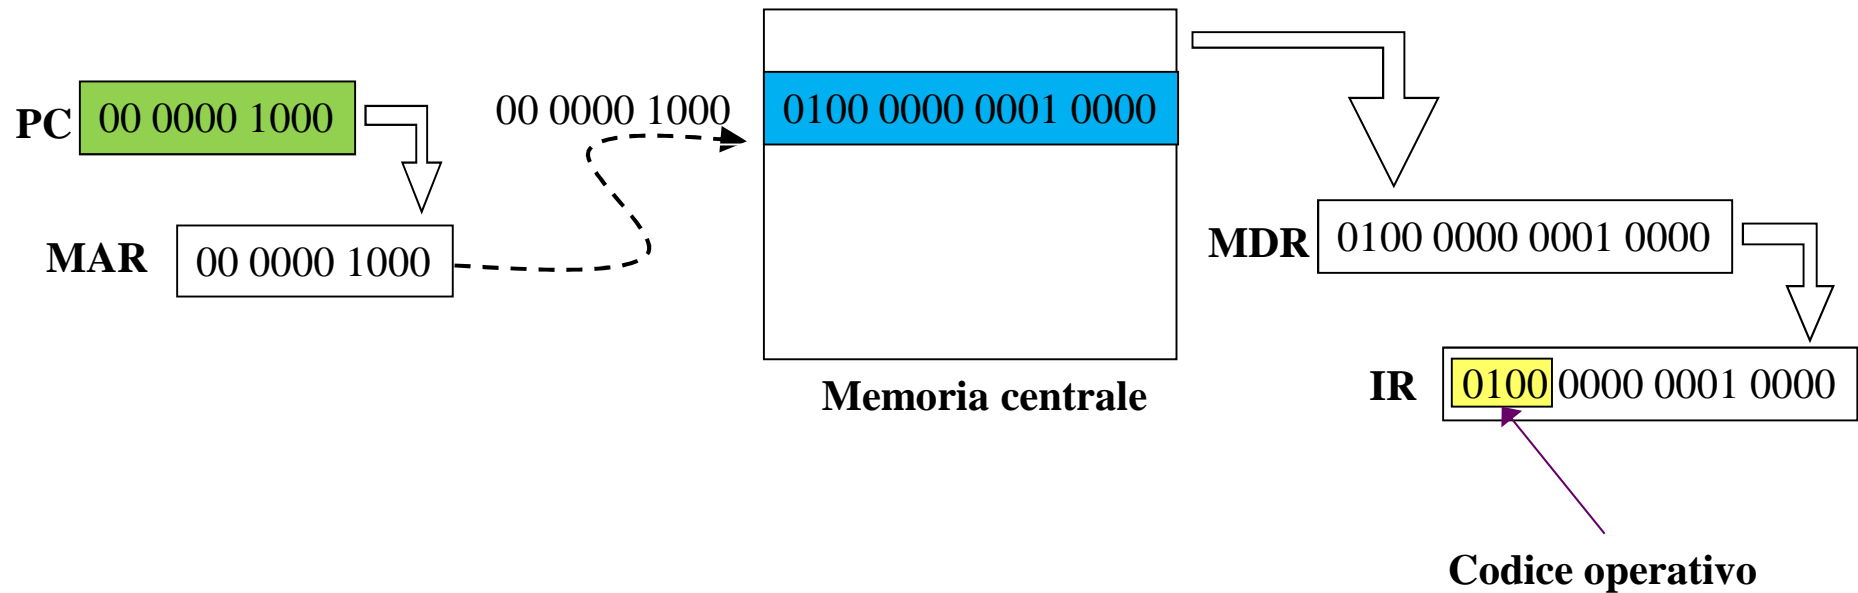 PC 00 0000 1000
MAR 00 0000 1000
00 0000 1000
0100 0000 0001 0000
Memoria centrale
MDR 0100 0000 0001 0000
IR 0100 0000 0001 0000
Codice operativo